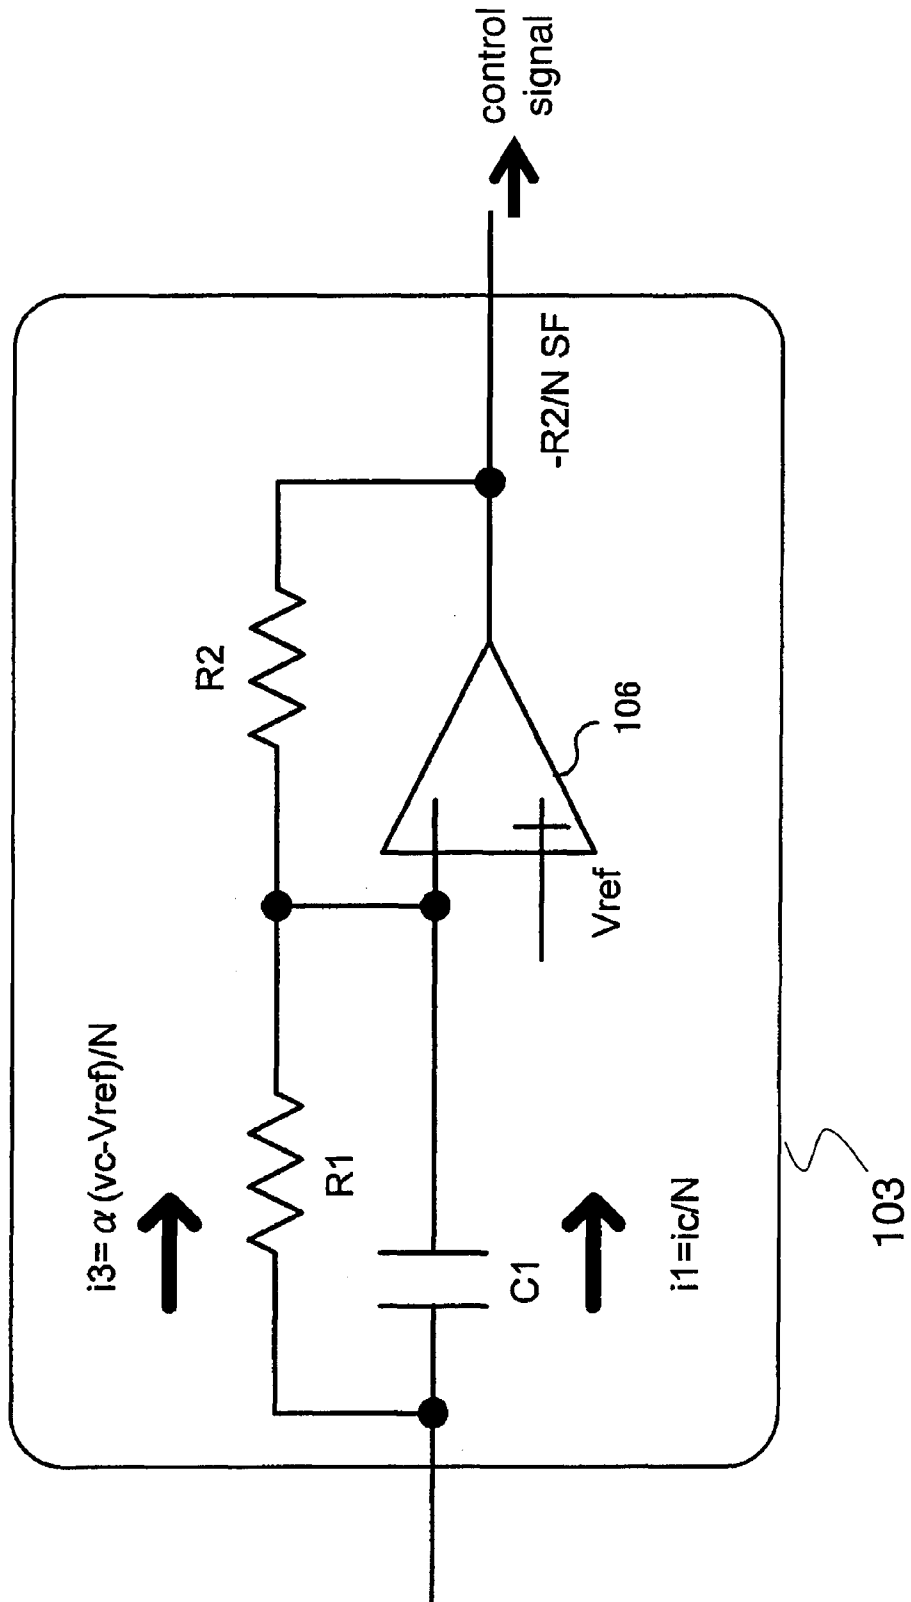 i3= α (vc-Vref)/N
R1
R2
C1
i1=ic/N
Vref
106
-R2/N SF
control
signal
103